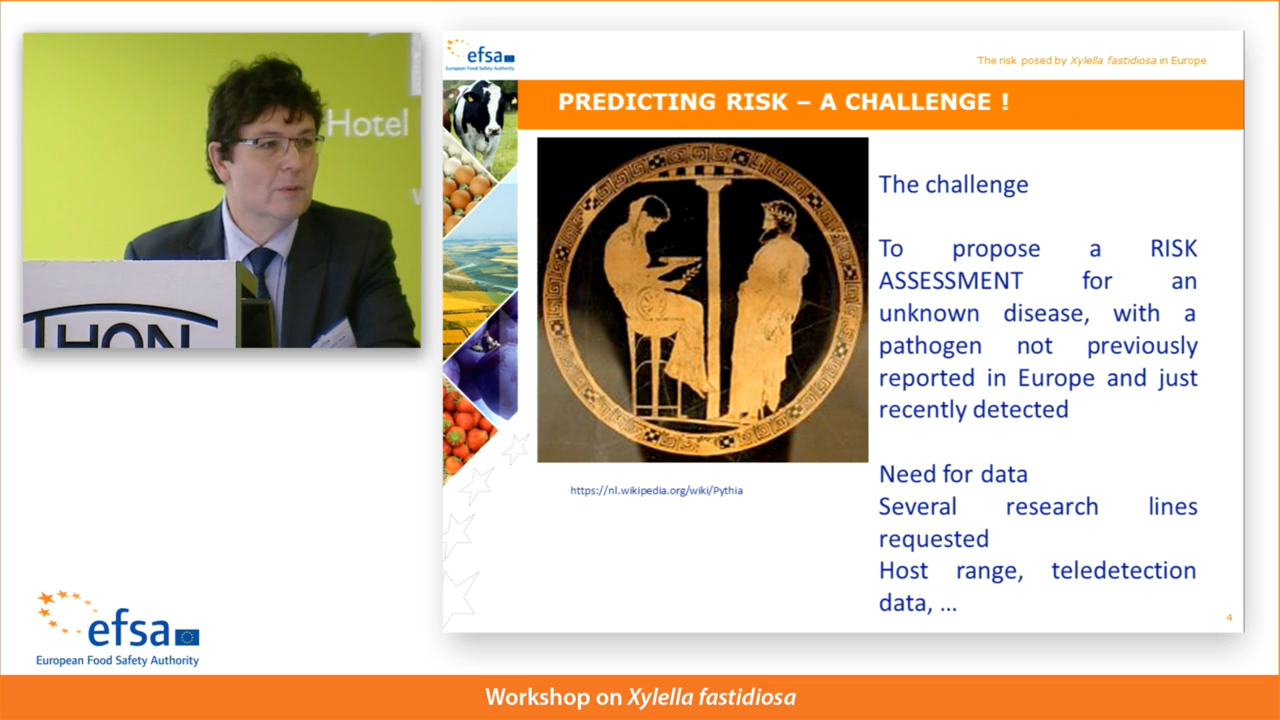 Hotel
THON
efsa
European Food Safety Authority
The risk posed by Xylella fastidiosa in Europe
PREDICTING RISK – A CHALLENGE !
The challenge
To propose a RISK
ASSESSMENT for an
unknown disease, with a
pathogen not previously
reported in Europe and just
recently detected
Need for data
Several research lines
requested
Host range, teledetection
data, ...
https://nl.wikipedia.org/wiki/Pythia
4
efsa
European Food Safety Authority
Workshop on Xylella fastidiosa